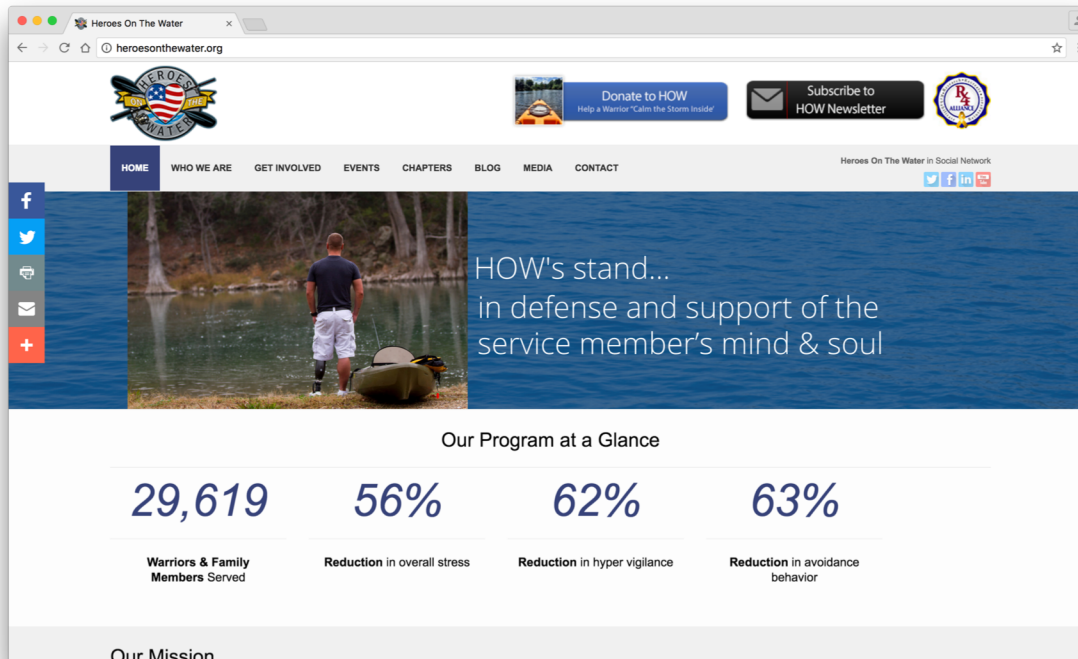 Heroes On The Water
heroesonthewater.org
HEROES
ON THE
WATER
Donate to HOW
Help a Warrior "Calm the Storm Inside'
Subscribe to
HOW Newsletter
R4
ALLIANCE
HOME WHO WE ARE GET INVOLVED EVENTS CHAPTERS BLOG MEDIA CONTACT
Heroes On The Water in Social Network
HOW's stand...
in defense and support of the
service member's mind & soul
Our Program at a Glance
29,619 56% 62% 63%
Warriors & Family Reduction in overall stress Reduction in hyper vigilance Reduction in avoidance
Members Served behavior
Our Mission